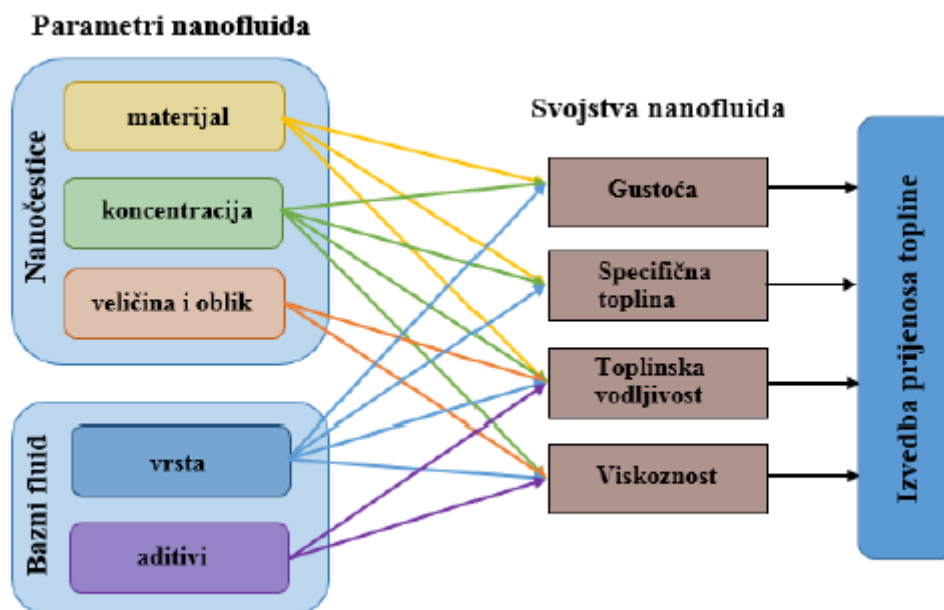 Parametri nanofluida
Nanočestice
materijal
koncentracija
veličina i oblik
Bazni fluid
vrsta
aditivi
Svojstva nanofluida
Gustoća
Specifična
toplina
Toplinska
vodljivost
Viskoznost
Izvedba prijenosa topline